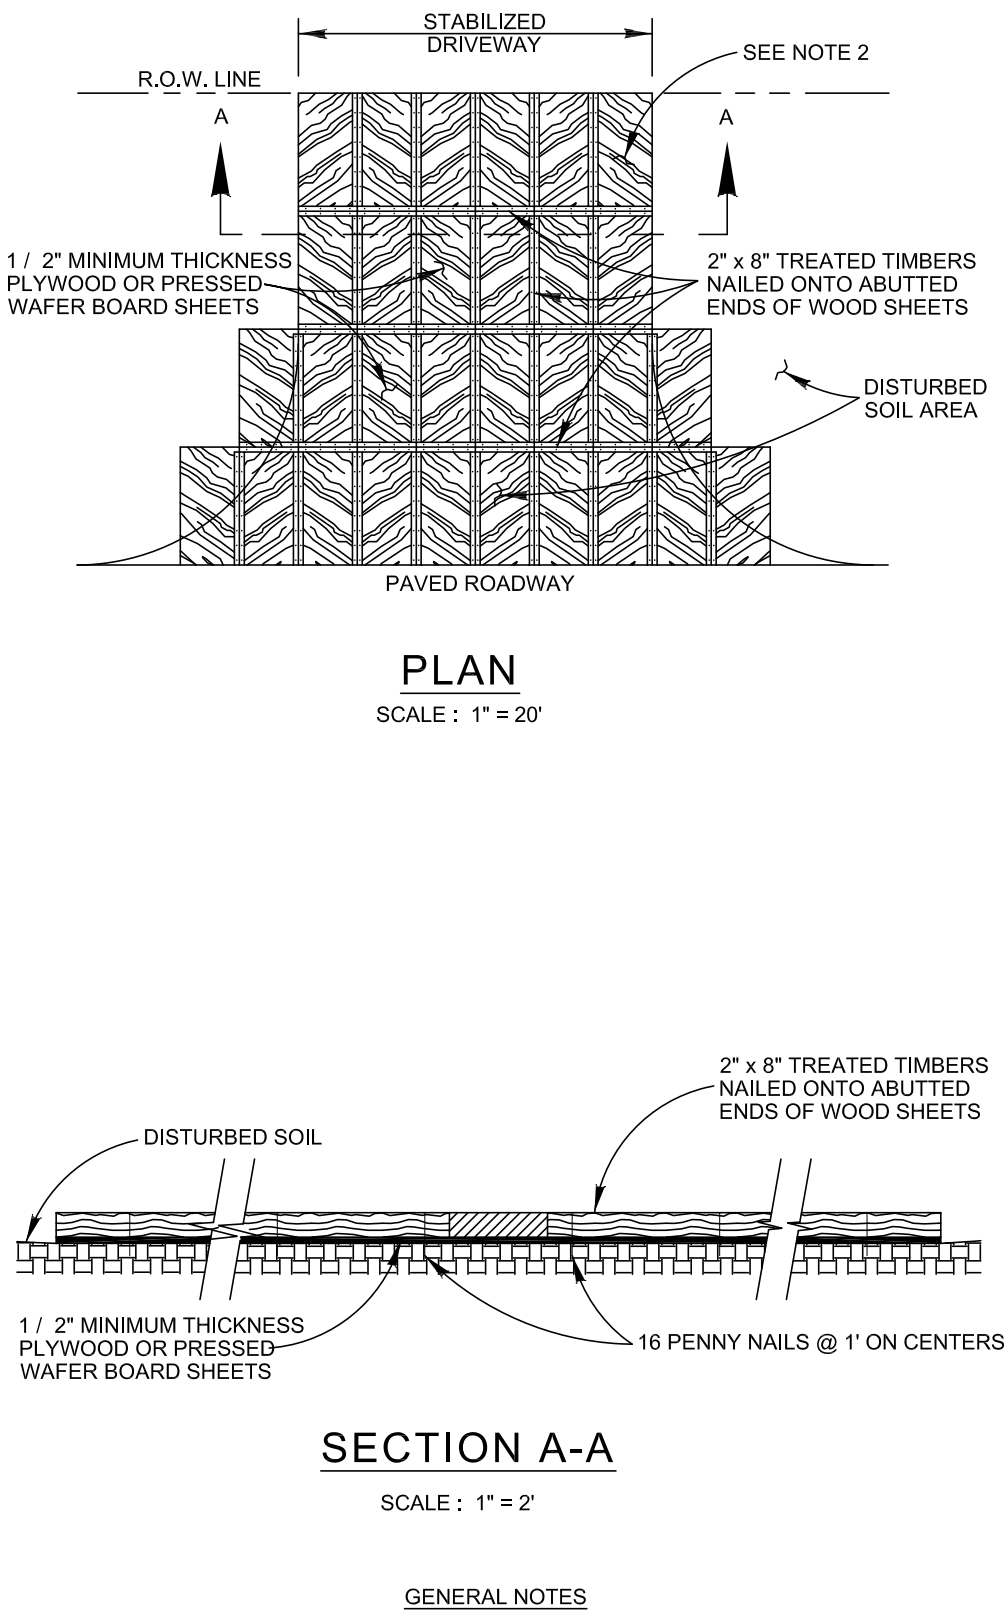 STABILIZED
DRIVEWAY
SEE NOTE 2
R.O.W. LINE
A
A
1 / 2" MINIMUM THICKNESS
PLYWOOD OR PRESSED
WAFER BOARD SHEETS
2" x 8" TREATED TIMBERS
NAILED ONTO ABUTTED
ENDS OF WOOD SHEETS
DISTURBED
SOIL AREA
PAVED ROADWAY
PLAN
SCALE : 1" = 20'
2" x 8" TREATED TIMBERS
NAILED ONTO ABUTTED
ENDS OF WOOD SHEETS
DISTURBED SOIL
1 / 2" MINIMUM THICKNESS
PLYWOOD OR PRESSED
WAFER BOARD SHEETS
16 PENNY NAILS @ 1' ON CENTERS
SECTION A-A
SCALE : 1" = 2'
GENERAL NOTES